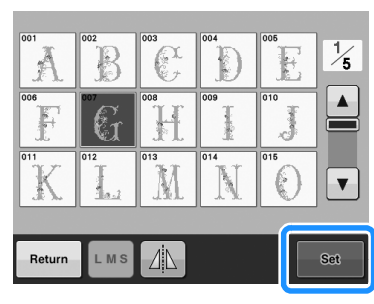 001 002 003 004 005
A B C D E
1/5
006 007 008 009 010
F G H I J
011 012 013 014 015
K L M N O
Return L M S Set